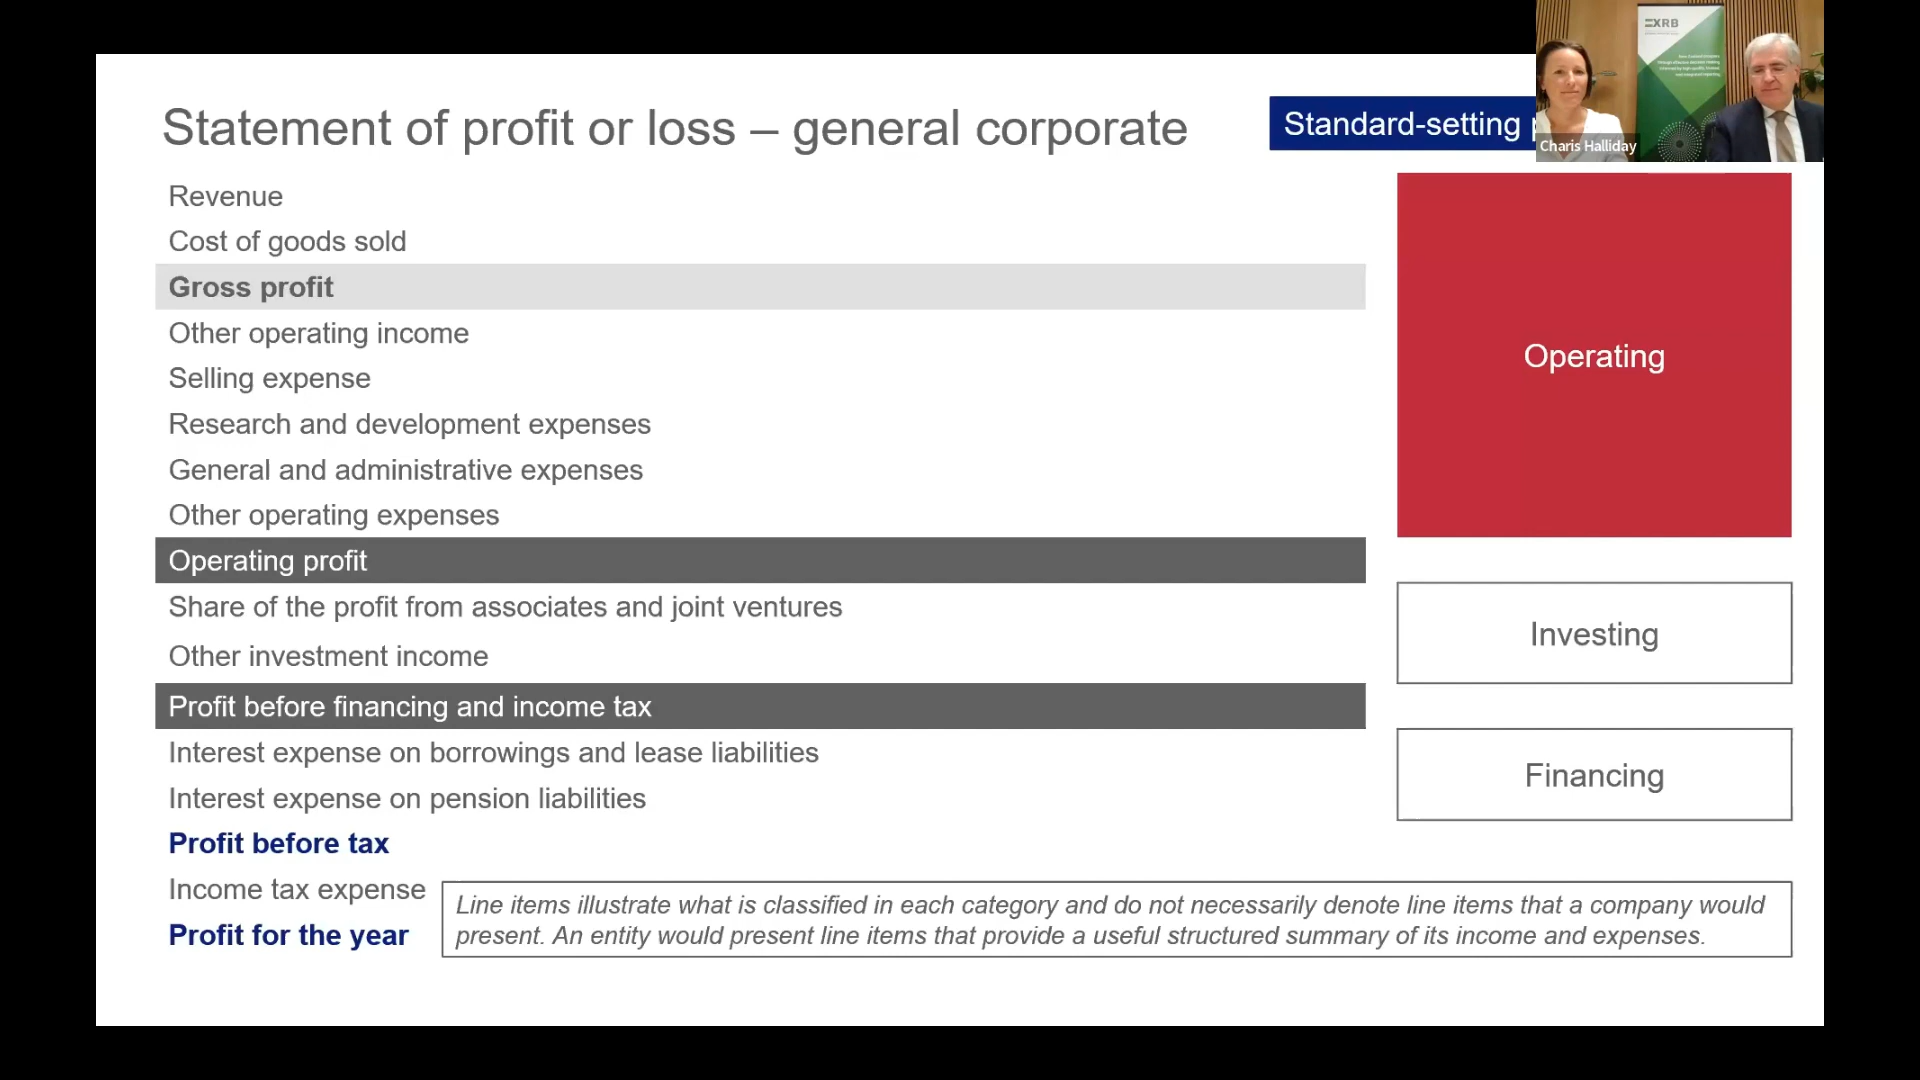 Statement of profit or loss – general corporate
Standard-setting
XRB
Charis Halliday
Revenue
Cost of goods sold
Gross profit
Other operating income
Selling expense
Research and development expenses
General and administrative expenses
Other operating expenses
Operating
Operating profit
Share of the profit from associates and joint ventures
Other investment income
Investing
Profit before financing and income tax
Interest expense on borrowings and lease liabilities
Interest expense on pension liabilities
Financing
Profit before tax
Income tax expense
Profit for the year
Line items illustrate what is classified in each category and do not necessarily denote line items that a company would
present. An entity would present line items that provide a useful structured summary of its income and expenses.